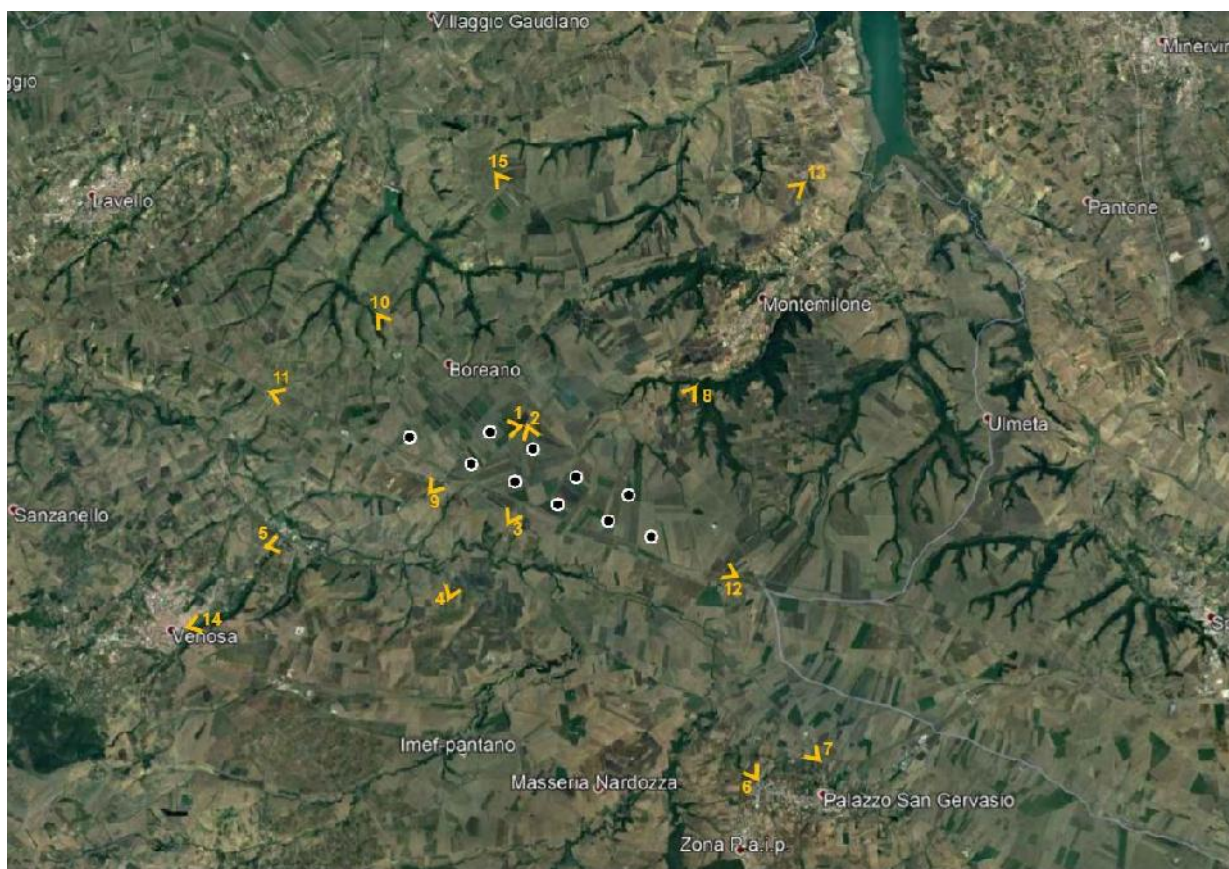 Villaggio Gaudiano
Minervin
ggio
15
13
Lavello
Pantone
10
Montemilone
Boreano
11
8
1
2
Ulmeta
9
Sanzanello
3
5
12
4
14
Venosa
Imef-pantano
7
6
Masseria Nardozza
Palazzo San Gervasio
Zona P.a.i.p.